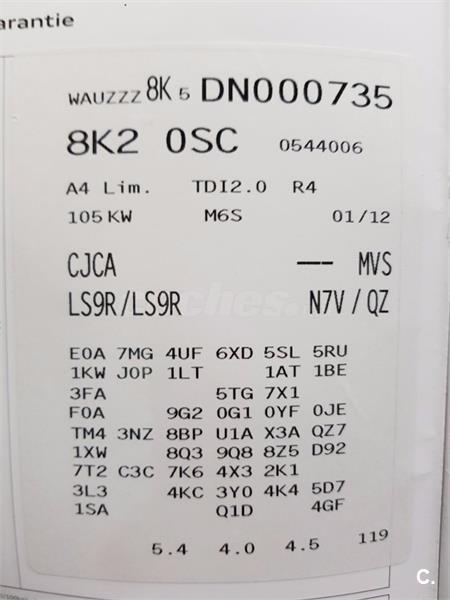 arantie
WAUZZZ 8K 5 DN000735
8K2 0SC 0544006
A4 Lim. TDI2.0 R4
105 KW M6S 01/12
CJCA --- MVS
LS9R/LS9R N7V / QZ
E0A 7MG 4UF 6XD 5SL 5RU
1KW J0P 1LT 1AT 1BE
3FA 5TG 7X1
F0A 9G2 0G1 0YF 0JE
TM4 3NZ 8BP U1A X3A QZ7
1XW 8Q3 9Q8 8Z5 D92
7T2 C3C 7K6 4X3 2K1
3L3 4KC 3Y0 4K4 5D7
1SA Q1D 4GF
5.4 4.0 4.5 119
C.